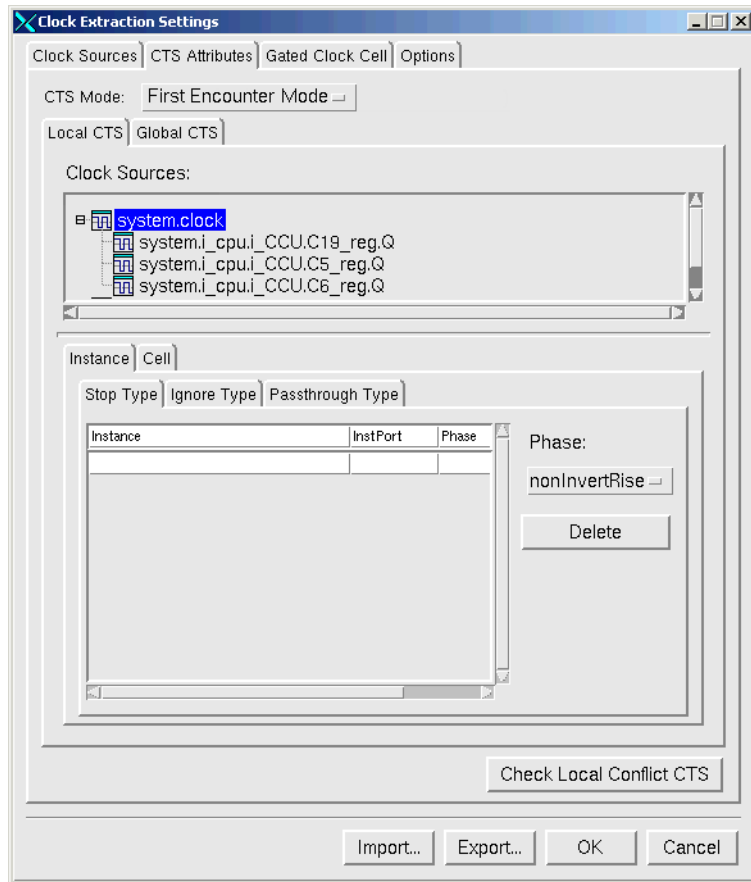 Clock Extraction Settings
Clock Sources CTS Attributes Gated Clock Cell Options
CTS Mode: First Encounter Mode
Local CTS Global CTS
Clock Sources:
system.clock
system.i_cpu.i_CCU.C19_reg.Q
system.i_cpu.i_CCU.C5_reg.Q
system.i_cpu.i_CCU.C6_reg.Q
Instance Cell
Stop Type Ignore Type Passthrough Type
Instance InstPort Phase
Phase:
nonInvertRise
Delete
Check Local Conflict CTS
Import... Export... OK Cancel